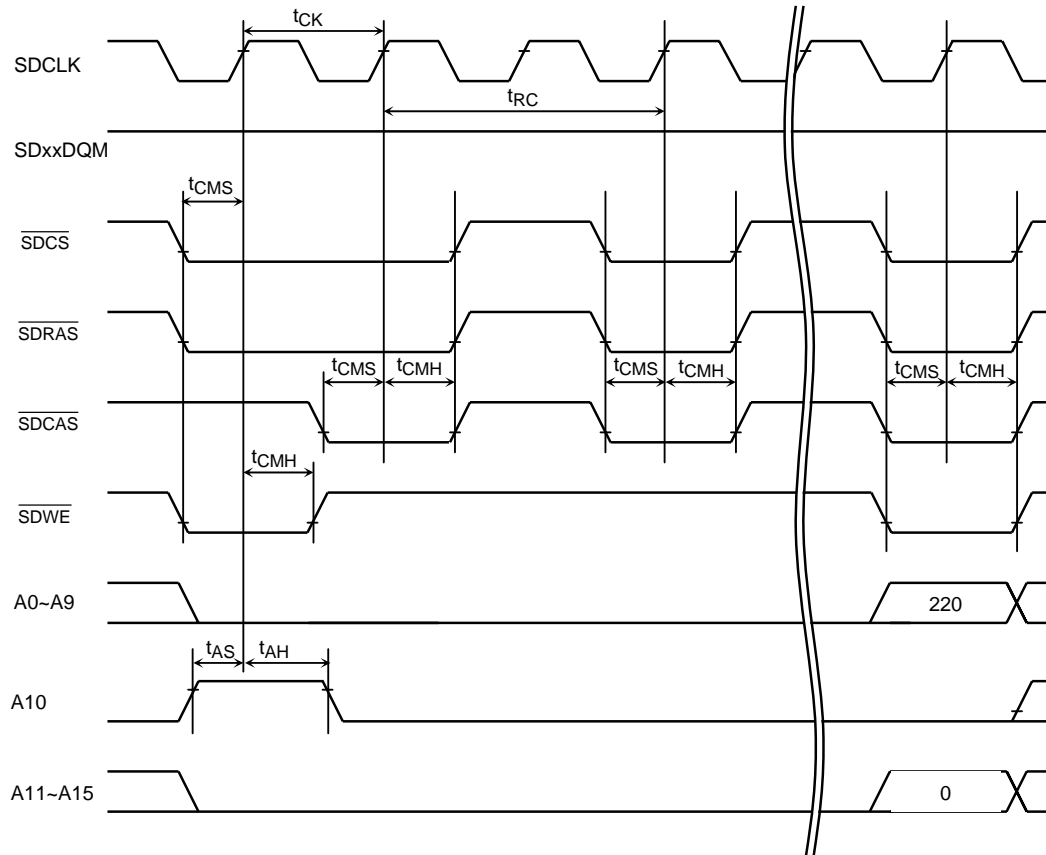 tCK
SDCLK
tRC
SDxxDQM
tCMS
SDCS
SDRAS
tCMS tCMH tCMS tCMH tCMS tCMH
SDCAS
tCMH
SDWE
A0~A9 220
tAS tAH
A10
A11~A15 0